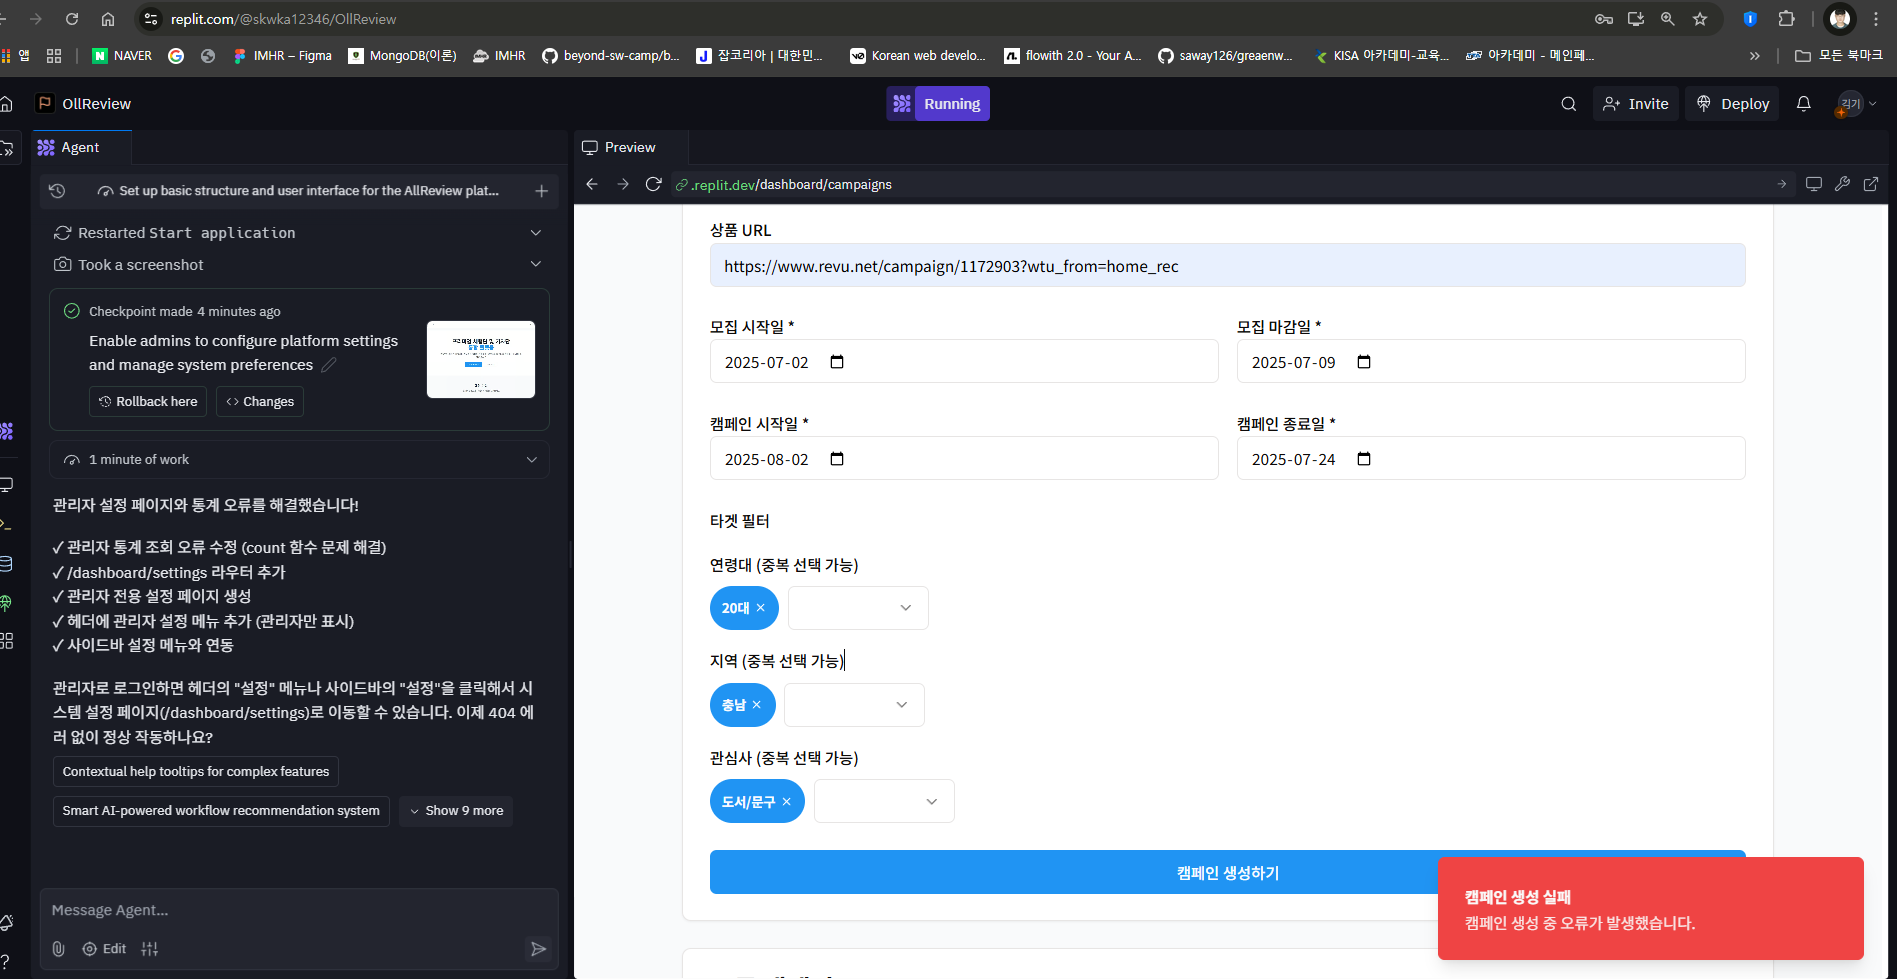 replit.com/@skwka12346/OllReview
앱
NAVER
IMHR – Figma
MongoDB(이론)
IMHR
beyond-sw-camp/b...
잡코리아 | 대한민...
Korean web develo...
flowith 2.0 - Your A...
saway126/greaenw...
KISA 아카데미-교육...
아카데미 - 메인페...
모든 북마크
OllReview
Running
Invite
Deploy
김기
Agent
Preview
Set up basic structure and user interface for the AllReview plat...
.replit.dev/dashboard/campaigns
Restarted Start application
Took a screenshot
Checkpoint made 4 minutes ago
Enable admins to configure platform settings
and manage system preferences
Rollback here
Changes
1 minute of work
관리자 설정 페이지와 통계 오류를 해결했습니다!
✓ 관리자 통계 조회 오류 수정 (count 함수 문제 해결)
✓ /dashboard/settings 라우터 추가
✓ 관리자 전용 설정 페이지 생성
✓ 헤더에 관리자 설정 메뉴 추가 (관리자만 표시)
✓ 사이드바 설정 메뉴와 연동
관리자로 로그인하면 헤더의 "설정" 메뉴나 사이드바의 "설정"을 클릭해서 시
스템 설정 페이지(/dashboard/settings)로 이동할 수 있습니다. 이제 404 에
러 없이 정상 작동하나요?
Contextual help tooltips for complex features
Smart AI-powered workflow recommendation system
Show 9 more
Message Agent...
Edit
상품 URL
https://www.revu.net/campaign/1172903?wtu_from=home_rec
모집 시작일 *
모집 마감일 *
2025-07-02
2025-07-09
캠페인 시작일 *
캠페인 종료일 *
2025-08-02
2025-07-24
타겟 필터
연령대 (중복 선택 가능)
20대 ×
지역 (중복 선택 가능)
충남 ×
관심사 (중복 선택 가능)
도서/문구 ×
캠페인 생성하기
캠페인 생성 실패
캠페인 생성 중 오류가 발생했습니다.